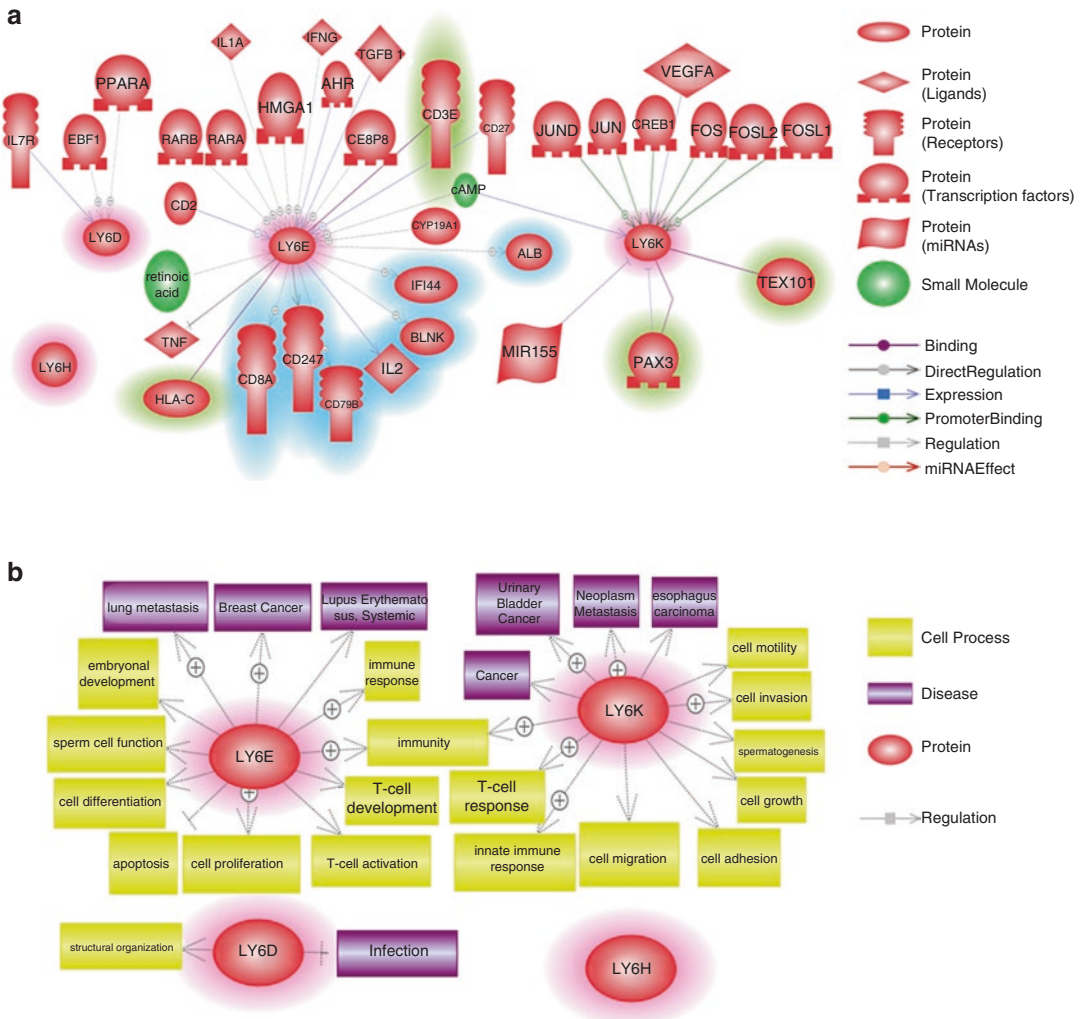 a
IL1A
IFNG
TGFB 1
PPARA
HMGA1
AHR
CD3E
VEGFA
IL7R
EBF1
RARB
RARA
CE8P8
CD27
JUND
JUN
CREB1
FOS
FOSL2
FOSL1
CD2
cAMP
CYP19A1
LY6D
LY6E
LY6K
ALB
retinoic
acid
IFI44
TEX101
TNF
BLNK
LY6H
CD8A
CD247
IL2
MIR155
PAX3
HLA-C
CD79B
Protein
Protein
(Ligands)
Protein
(Receptors)
Protein
(Transcription factors)
Protein
(miRNAs)
Small Molecule
Binding
DirectRegulation
Expression
PromoterBinding
Regulation
miRNAEffect
b
lung metastasis
Breast Cancer
Lupus Erythemato
sus, Systemic
embryonal
development
immune
response
sperm cell function
LY6E
immunity
cell differentiation
T-cell
development
apoptosis
cell proliferation
T-cell activation
Urinary
Bladder
Cancer
Neoplasm
Metastasis
esophagus
carcinoma
Cancer
LY6K
cell motility
cell invasion
spermatogenesis
T-cell
response
cell growth
innate immune
response
cell migration
cell adhesion
structural organization
LY6D
Infection
LY6H
Cell Process
Disease
Protein
Regulation